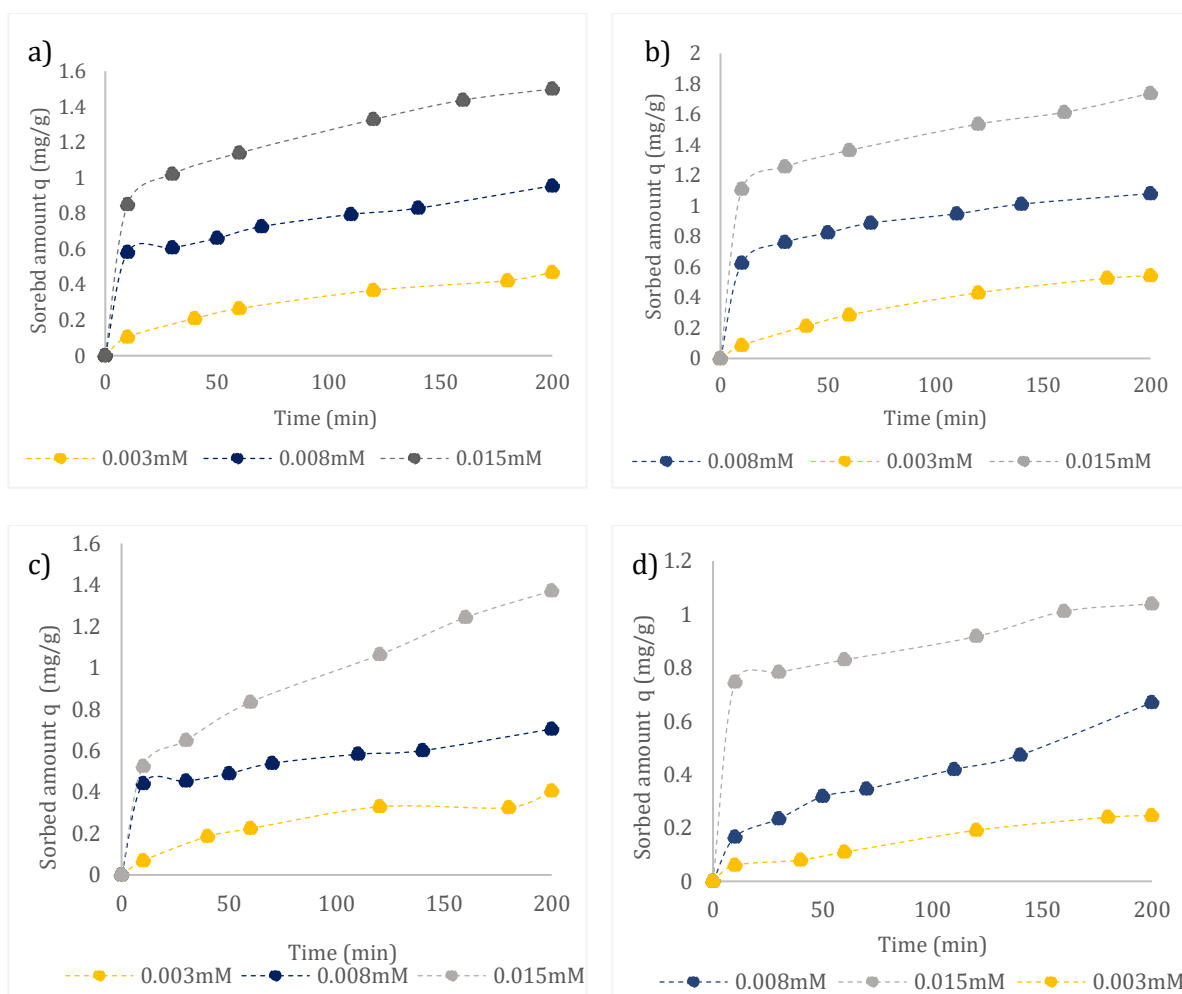 a)
1.6
1.4
1.2
1
0.8
0.6
0.4
0.2
0
Sorebd amount q (mg/g)
0 50 100 150 200
Time (min)
0.003mM 0.008mM 0.015mM
b)
2
1.8
1.6
1.4
1.2
1
0.8
0.6
0.4
0.2
0
Sorbed amount q (mg/g)
0 50 100 150 200
Time (min)
0.008mM 0.003mM 0.015mM
c)
1.6
1.4
1.2
1
0.8
0.6
0.4
0.2
0
Sorbed amount q (mg/g)
0 50 100 150 200
Time (min)
0.003mM 0.008mM 0.015mM
d)
1.2
1
0.8
0.6
0.4
0.2
0
Sorbed amount q (mg/g)
0 50 100 150 200
Time (min)
0.008mM 0.015mM 0.003mM